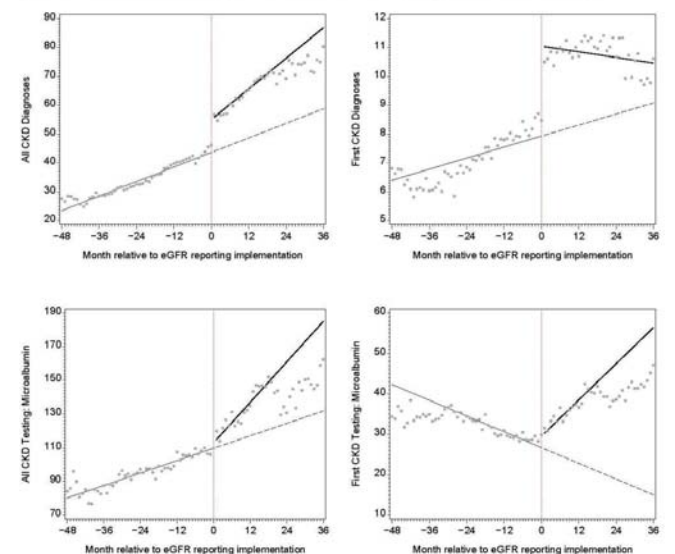 All CKD Diagnoses
90
80
70
60
50
40
30
20
−48 −36 −24 −12 0 12 24 36
Month relative to eGFR reporting implementation
First CKD Diagnoses
12
11
10
9
8
7
6
5
−48 −36 −24 −12 0 12 24 36
Month relative to eGFR reporting implementation
All CKD Testing: Microalbumin
190
170
150
130
110
90
70
−48 −36 −24 −12 0 12 24 36
Month relative to eGFR reporting implementation
First CKD Testing: Microalbumin
60
50
40
30
20
10
−48 −36 −24 −12 0 12 24 36
Month relative to eGFR reporting implementation